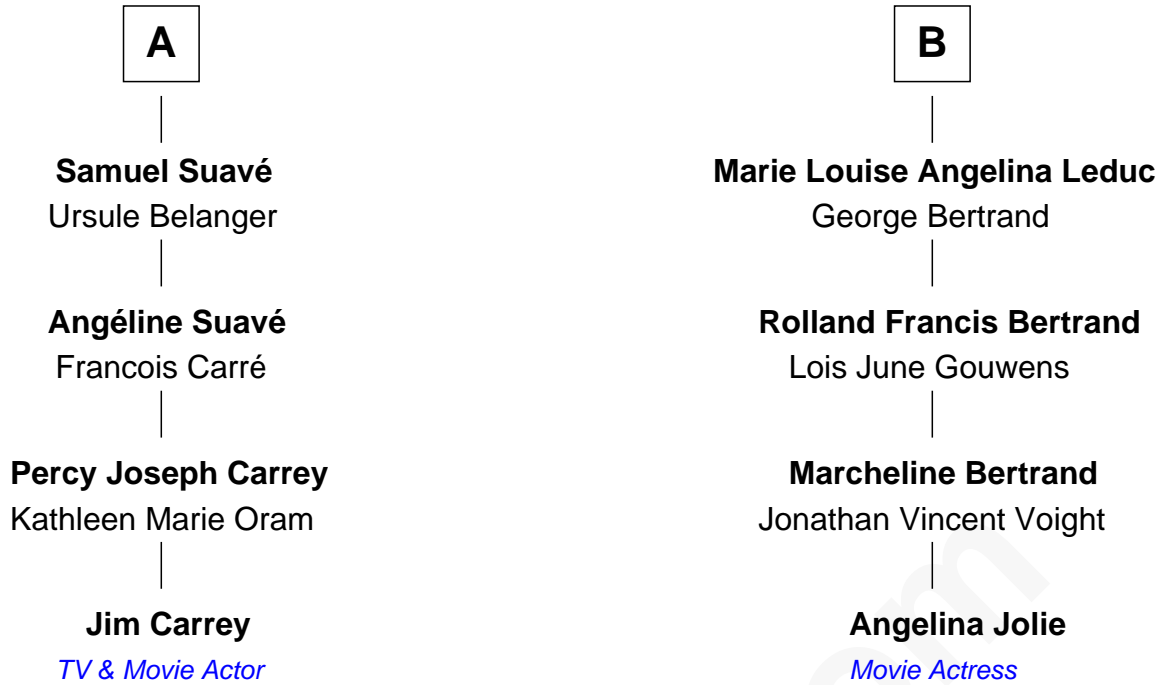 A
Samuel Suavé
Ursule Belanger
Angéline Suavé
Francois Carré
Percy Joseph Carrey
Kathleen Marie Oram
Jim Carrey
TV & Movie Actor
B
Marie Louise Angelina Leduc
George Bertrand
Rolland Francis Bertrand
Lois June Gouwens
Marcheline Bertrand
Jonathan Vincent Voight
Angelina Jolie
Movie Actress